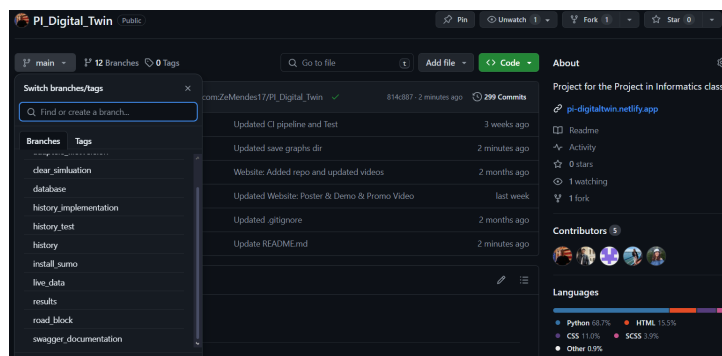 PI_Digital_Twin Public
Pin
Unwatch 1
Fork 1
Star 0
main
12 Branches
0 Tags
Go to file
t
Add file
Code
Switch branches/tags
Find or create a branch...
Branches
Tags
clear_simluation
database
history_implementation
history_test
history
install_sumo
live_data
results
road_block
swagger_documentation
com:ZeMendes17/PI_Digital_Twin
814c887 · 2 minutes ago
299 Commits
Updated CI pipeline and Test
3 weeks ago
Updated save graphs dir
2 minutes ago
Website: Added repo and updated videos
2 months ago
Updated Website: Poster & Demo & Promo Video
last week
Updated .gitignore
2 months ago
Update README.md
2 minutes ago
About
Project for the Project in Informatics class
pi-digitaltwin.netlify.app
Readme
Activity
0 stars
1 watching
1 fork
Contributors 5
Languages
Python 68.7%
HTML 15.5%
CSS 11.0%
SCSS 3.9%
Other 0.9%